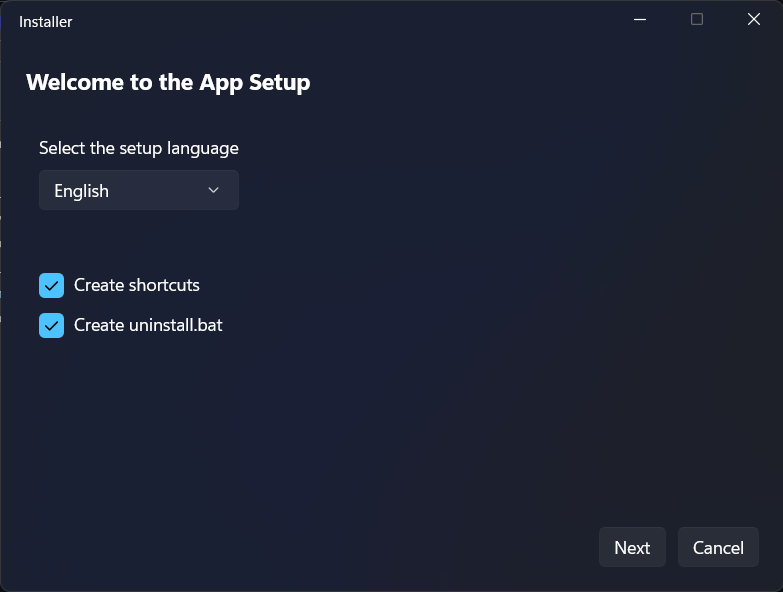 Installer
Welcome to the App Setup
Select the setup language
English
Create shortcuts
Create uninstall.bat
Next
Cancel